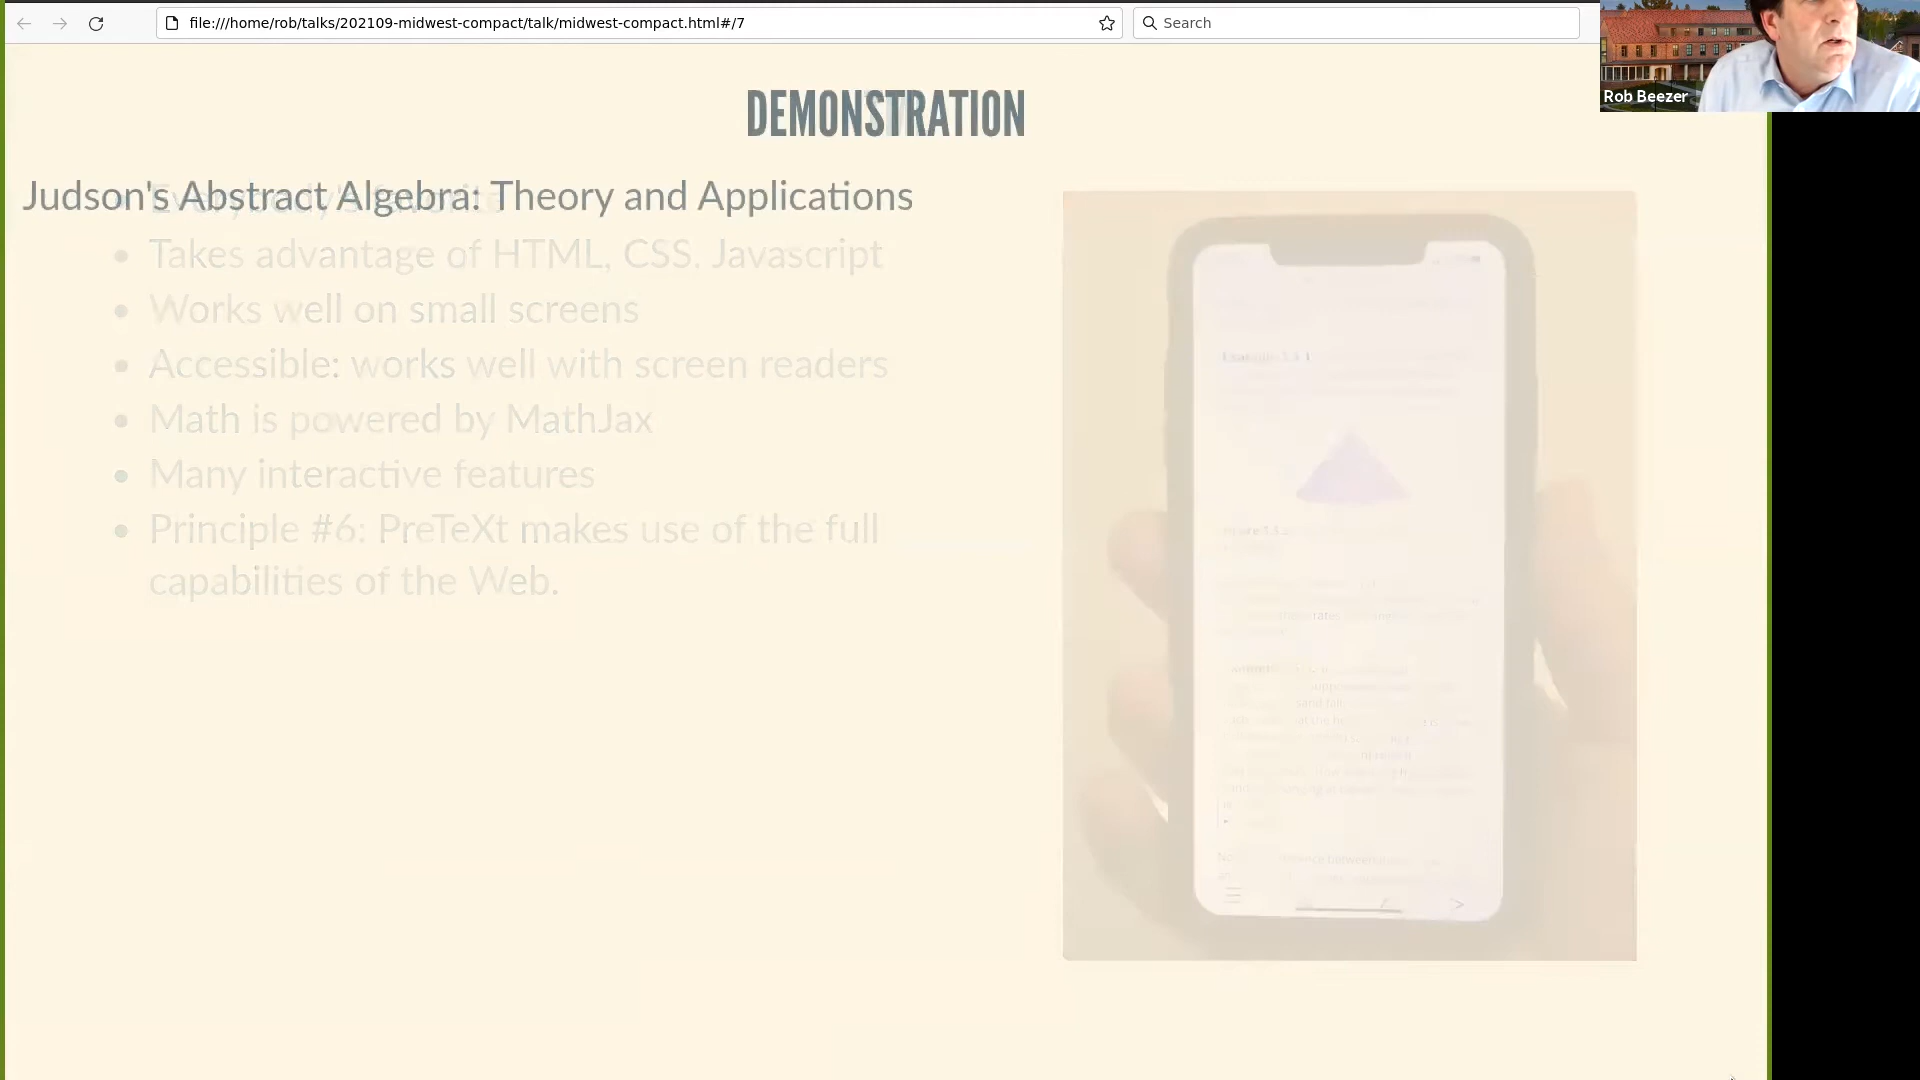 file:///home/rob/talks/202109-midwest-compact/talk/midwest-compact.html#/7
Search
Rob Beezer
DEMONSTRATION
Judson's Abstract Algebra: Theory and Applications
Everybody's favorite
Takes advantage of HTML, CSS. Javascript
Works well on small screens
Accessible: works well with screen readers
Math is powered by MathJax
Many interactive features
Principle #6: PreTeXt makes use of the full
capabilities of the Web.